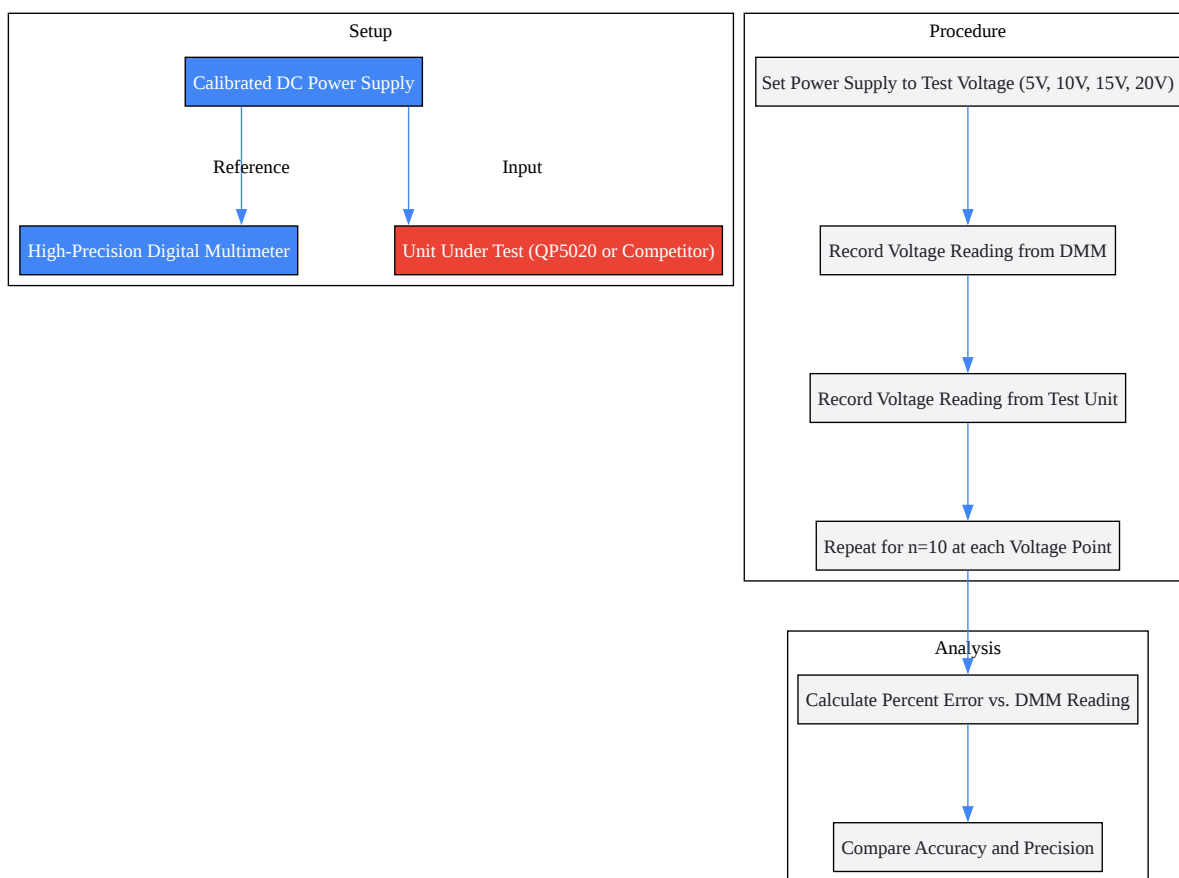 Setup
Calibrated DC Power Supply
Reference
Input
High-Precision Digital Multimeter
Unit Under Test (QP5020 or Competitor)
Procedure
Set Power Supply to Test Voltage (5V, 10V, 15V, 20V)
Record Voltage Reading from DMM
Record Voltage Reading from Test Unit
Repeat for n=10 at each Voltage Point
Analysis
Calculate Percent Error vs. DMM Reading
Compare Accuracy and Precision